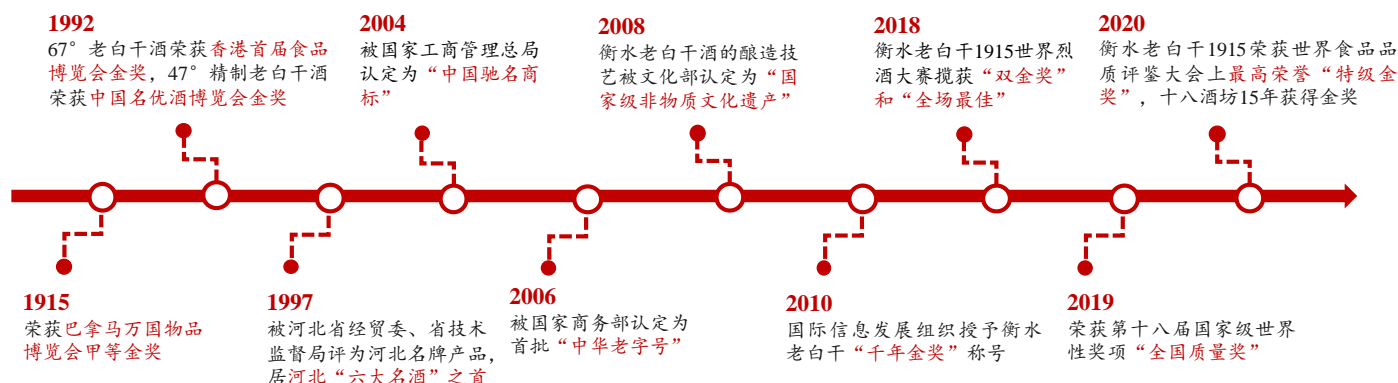 1992
67° 老白干酒荣获香港首届食品
博览会金奖，47° 精制老白干酒
荣获中国名优酒博览会金奖
2004
被国家工商管理总局
认定为“中国驰名商
标”
2008
衡水老白干酒的酿造技
艺被文化部认定为“国
家级非物质文化遗产”
2018
衡水老白干1915世界烈
酒大赛揽获“双金奖”
和“全场最佳”
2020
衡水老白干1915荣获世界食品品
质评鉴大会上最高荣誉“特级金
奖”，十八酒坊15年获得金奖
1915
荣获巴拿马万国物品
博览会甲等金奖
1997
被河北省经贸委、省技术
监督局评为河北名牌产品，
居河北“六大名酒”之首
2006
被国家商务部认定为
首批“中华老字号”
2010
国际信息发展组织授予衡水
老白干“千年金奖”称号
2019
荣获第十八届国家级世界
性奖项“全国质量奖”